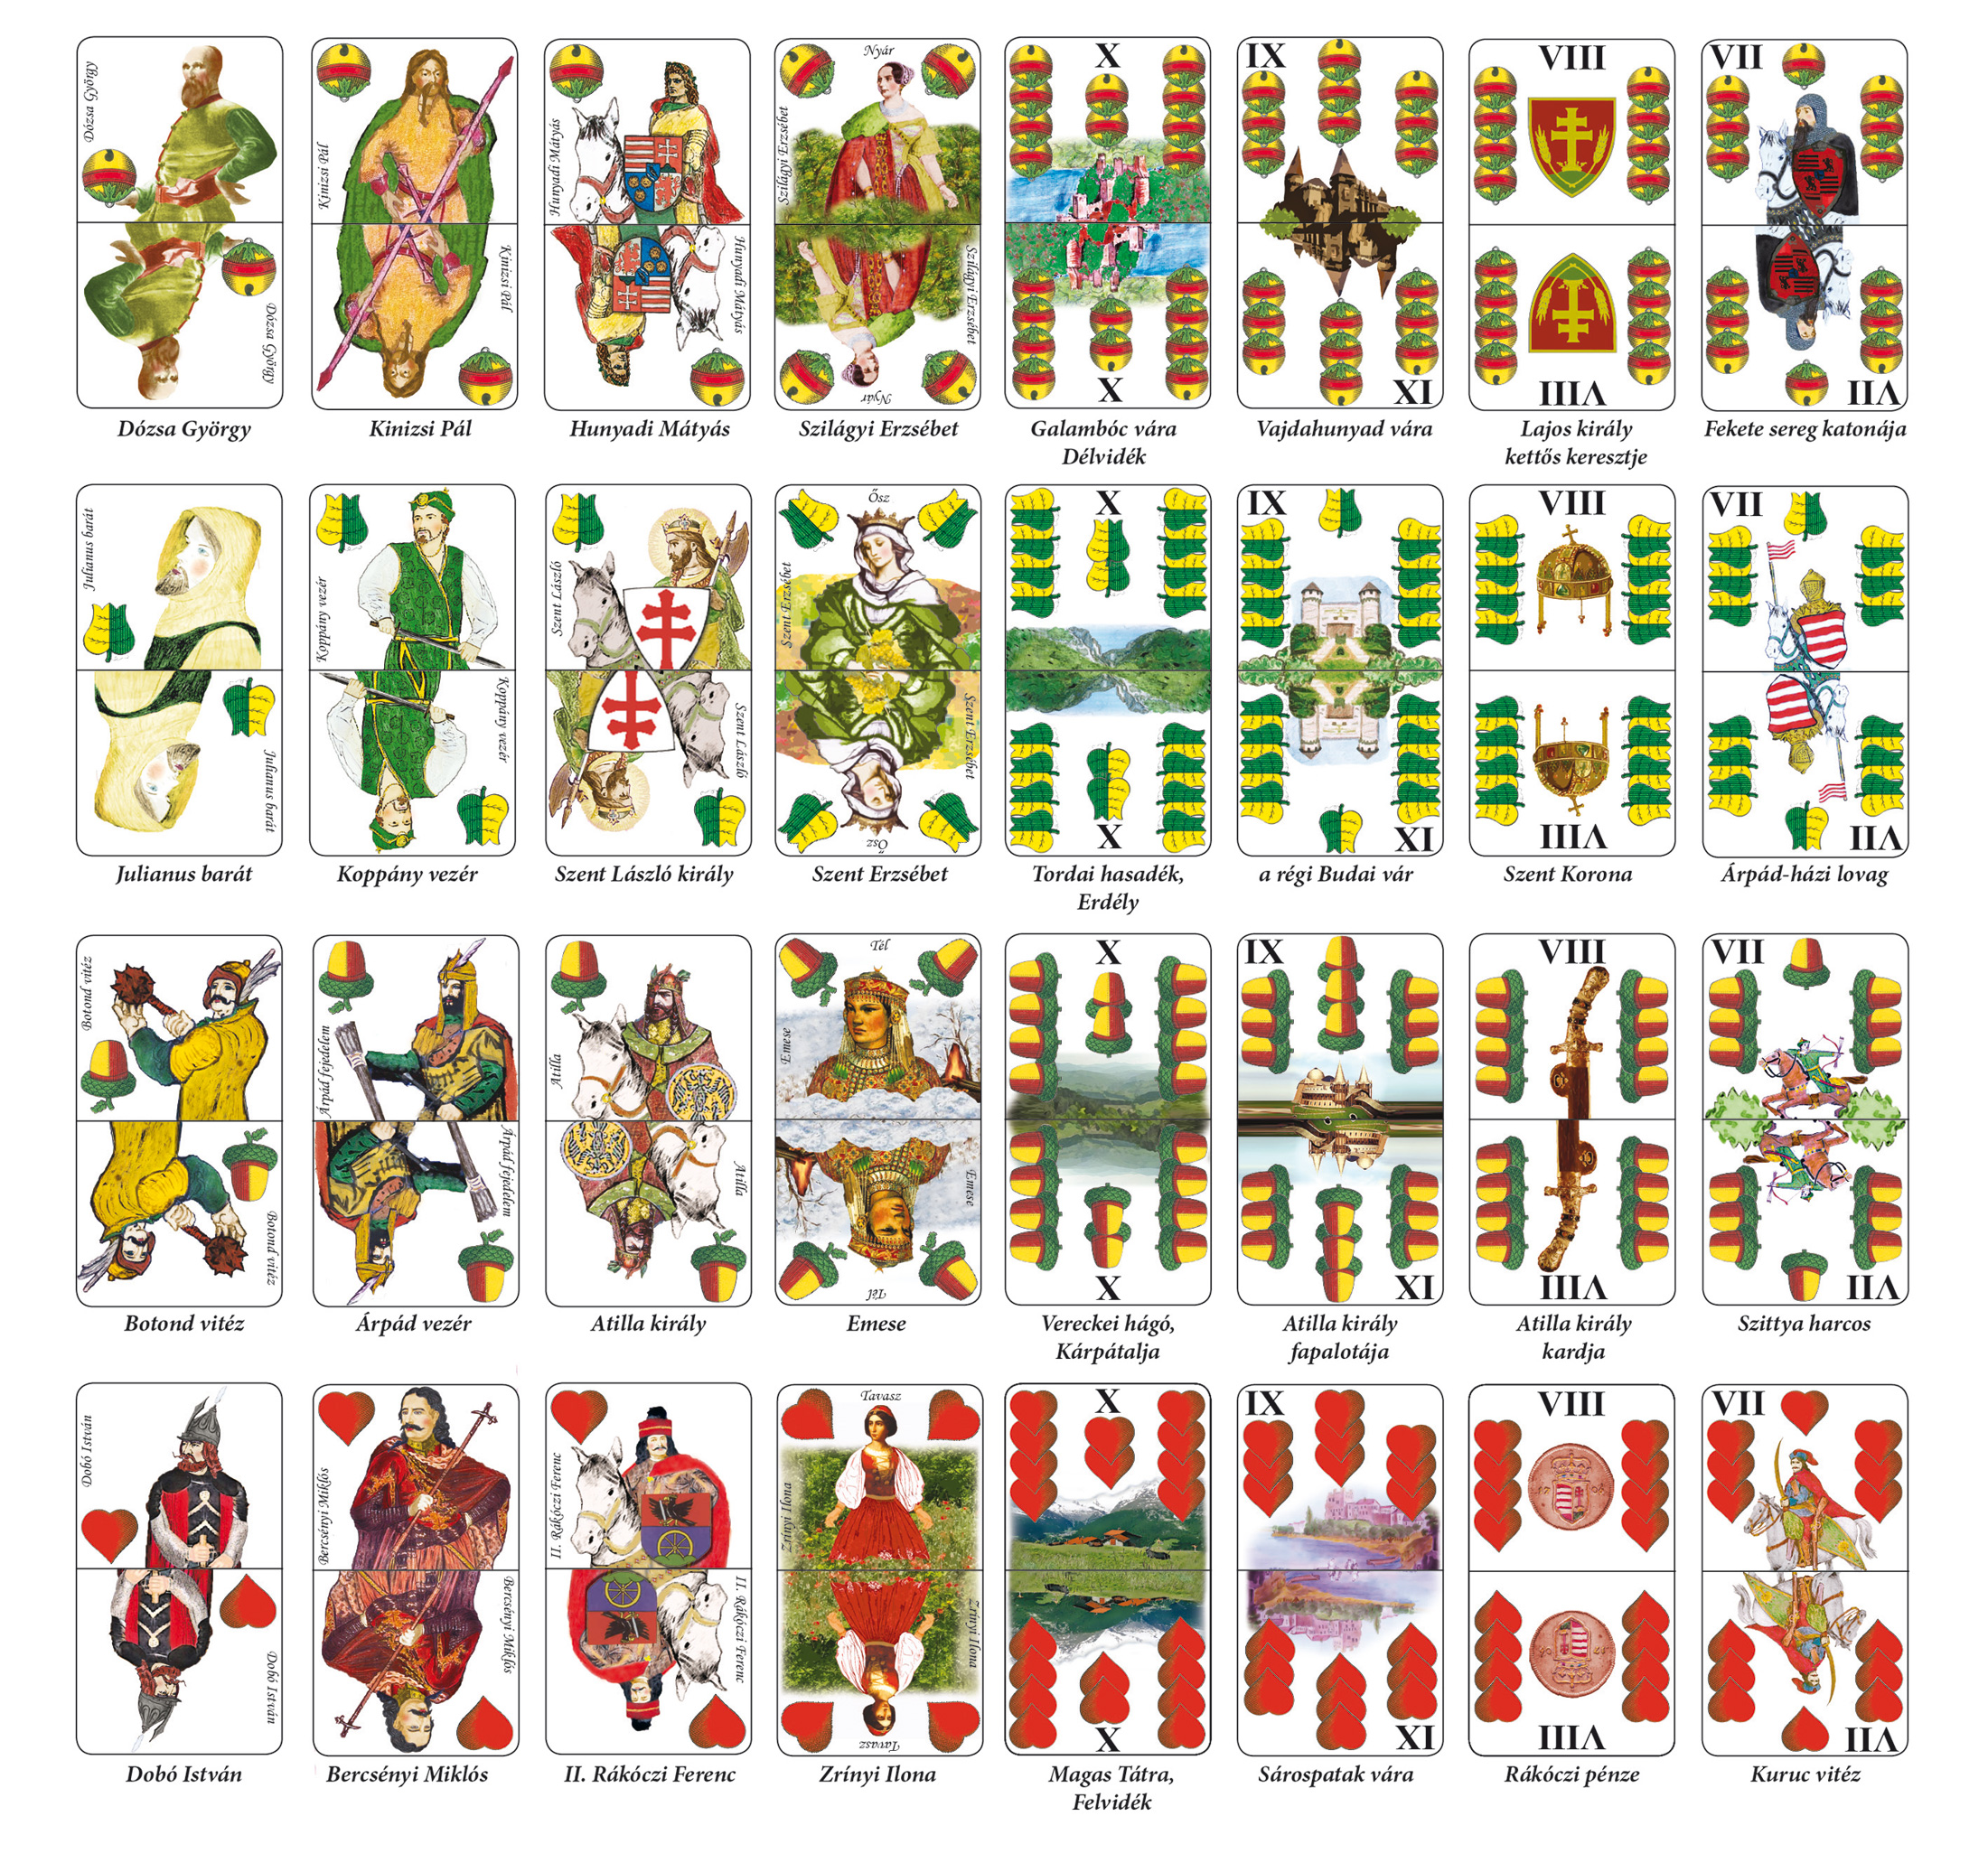 Dózsa György
Dózsa György
Dózsa György
Kinizsi Pál
Kinizsi Pál
Kinizsi Pál
Hunyadi Mátyás
Hunyadi Mátyás
Hunyadi Mátyás
Nyár
Szilágyi Erzsébet
Szilágyi Erzsébet
Nyár
Szilágyi Erzsébet
X
X
Galambóc vára
Délvidék
IX
IX
Vajdahunyad vára
VIII
VIII
Lajos király
kettős keresztje
VII
VII
Fekete sereg katonája
Julianus barát
Julianus barát
Julianus barát
Koppány vezér
Koppány vezér
Koppány vezér
Szent László
Szent László
Szent László király
Ősz
Szent Erzsébet
Szent Erzsébet
Ősz
Szent Erzsébet
X
X
Tordai hasadék,
Erdély
IX
IX
a régi Budai vár
VIII
VIII
Szent Korona
VII
VII
Árpád-házi lovag
Botond vitéz
Botond vitéz
Botond vitéz
Árpád fejedelem
Árpád fejedelem
Árpád vezér
Atilla
Atilla
Atilla király
Tél
Emese
Emese
Tél
Emese
X
X
Vereckei hágó,
Kárpátalja
IX
IX
Atilla király
fapalotája
VIII
VIII
Atilla király
kardja
VII
VII
Szittya harcos
Dobó István
Dobó István
Dobó István
Bercsényi Miklós
Bercsényi Miklós
Bercsényi Miklós
II. Rákóczi Ferenc
II. Rákóczi Ferenc
II. Rákóczi Ferenc
Tavasz
Zrínyi Ilona
Zrínyi Ilona
Tavasz
Zrínyi Ilona
X
X
Magas Tátra,
Felvidék
IX
IX
Sárospatak vára
VIII
VIII
Rákóczi pénze
VII
VII
Kuruc vitéz